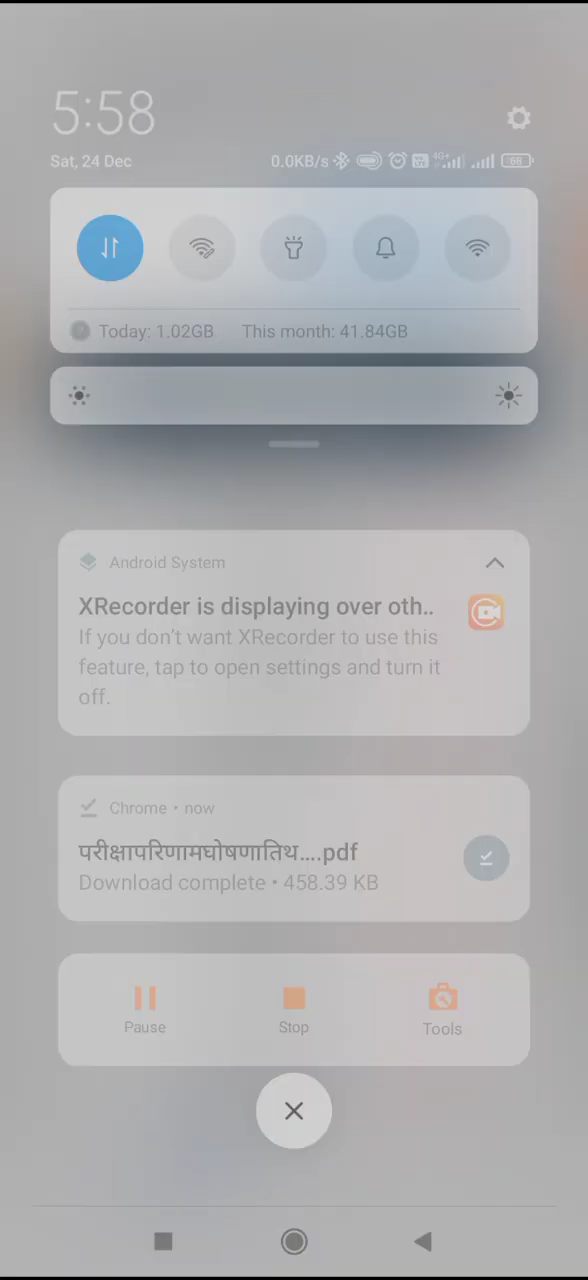 5:58
Sat, 24 Dec
0.0KB/s
4G+
66
Today: 1.02GB
This month: 41.84GB
Android System
XRecorder is displaying over oth..
If you don't want XRecorder to use this
feature, tap to open settings and turn it
off.
Chrome • now
परीक्षापरिणामघोषणातिथ....pdf
Download complete • 458.39 KB
Pause
Stop
Tools